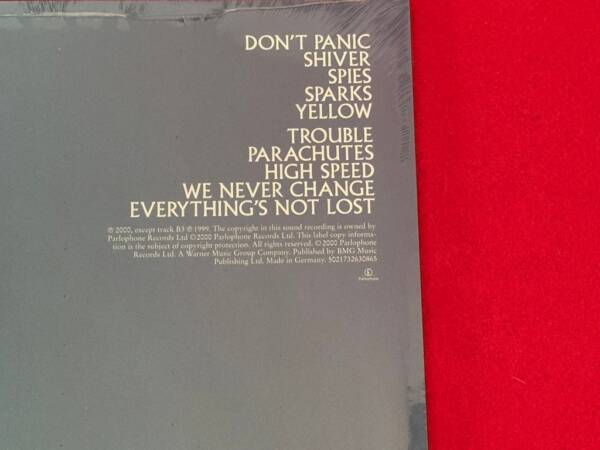 DON'T PANIC
SHIVER
SPIES
SPARKS
YELLOW
TROUBLE
PARACHUTES
HIGH SPEED
WE NEVER CHANGE
EVERYTHING'S NOT LOST
℗ 2000, except track B3 ℗ 1999. The copyright in this sound recording is owned by
Parlophone Records Ltd © 2000 Parlophone Records Ltd. This label copy informa-
tion is the subject of copyright protection. All rights reserved. © 2000 Parlophone
Records Ltd. A Warner Music Group Company. Published by BMG Music
Publishing Ltd. Made in Germany. 5021732630865
Parlophone